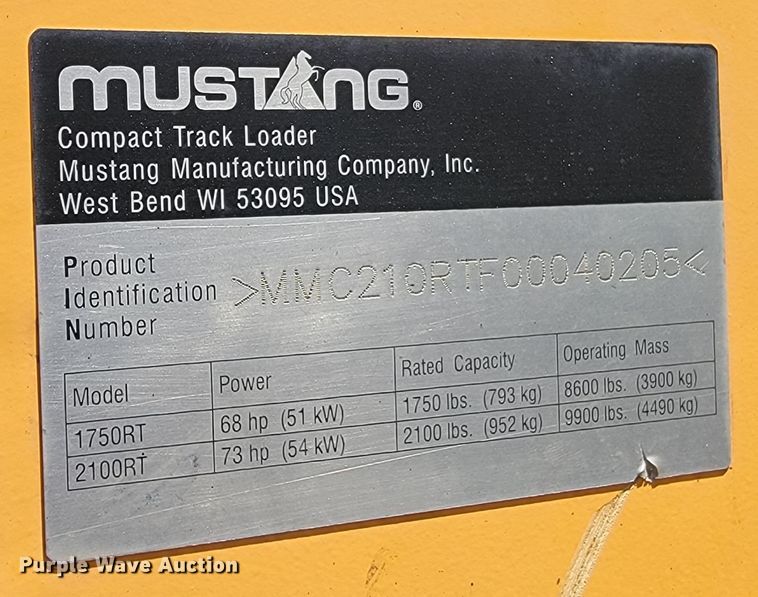 MUSTANG®
Compact Track Loader
Mustang Manufacturing Company, Inc.
West Bend WI 53095 USA
Product
Identification
Number
>MMC210RTF00040205<
Model Power Rated Capacity Operating Mass
1750RT 68 hp (51 kW) 1750 lbs. (793 kg) 8600 lbs. (3900 kg)
2100RT 73 hp (54 kW) 2100 lbs. (952 kg) 9900 lbs. (4490 kg)
Purple Wave Auction